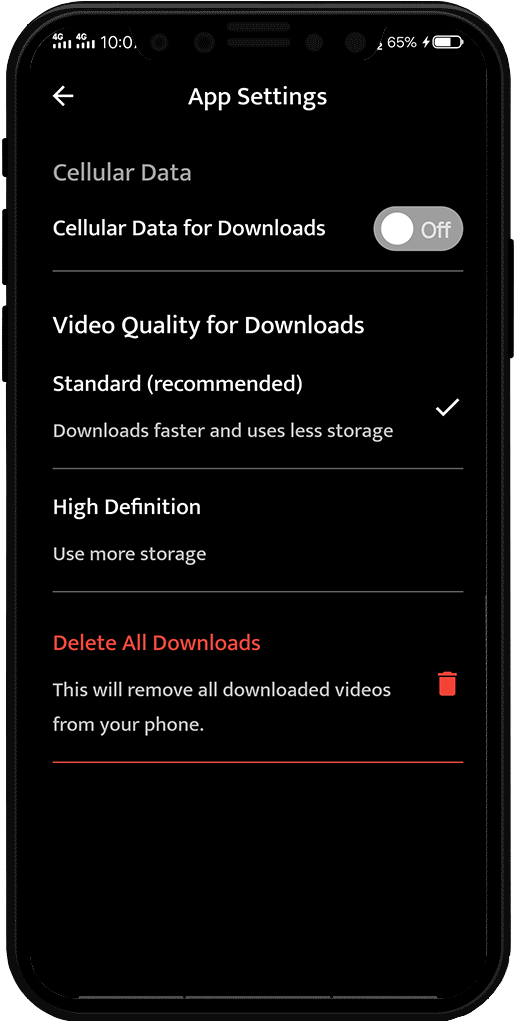 4G 4G 10:0 65%
App Settings
Cellular Data
Cellular Data for Downloads Off
Video Quality for Downloads
Standard (recommended)
Downloads faster and uses less storage
High Definition
Use more storage
Delete All Downloads
This will remove all downloaded videos
from your phone.